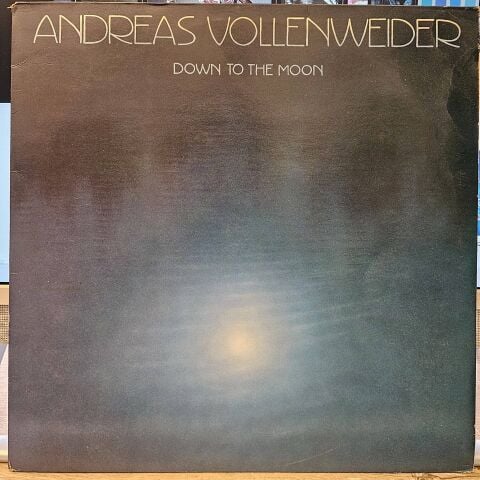 ANDREAS VOLLENWEIDER
DOWN TO THE MOON